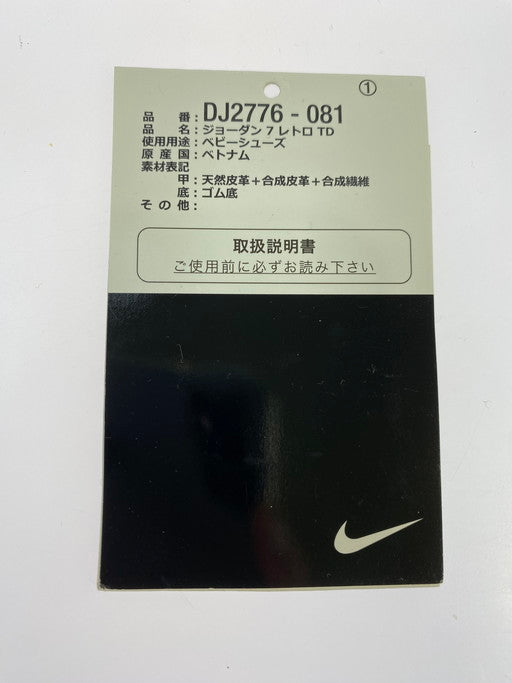 ①
品番：DJ2776 - 081
品名：ジョーダン 7 レトロ TD
使用用途：ベビーシューズ
原産国：ベトナム
素材表記
甲：天然皮革＋合成皮革＋合成繊維
底：ゴム底
その他：
取扱説明書
ご使用前に必ずお読み下さい